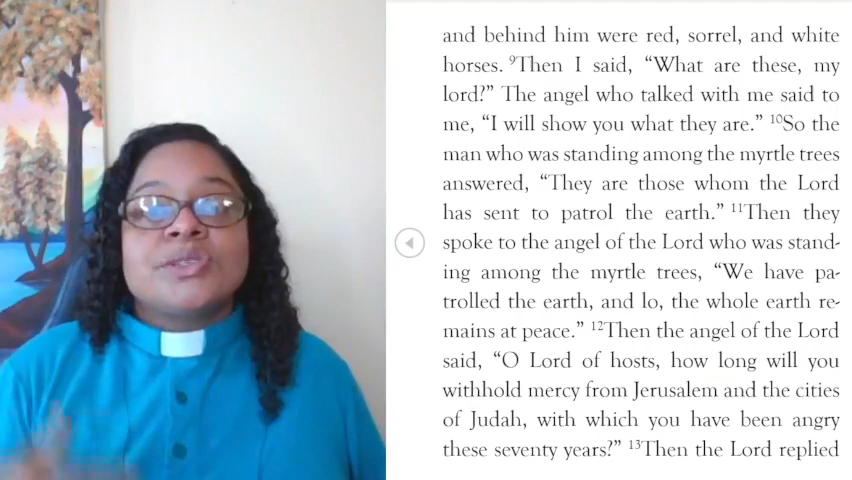 and behind him were red, sorrel, and white
horses. ⁹Then I said, “What are these, my
lord?” The angel who talked with me said to
me, “I will show you what they are.” ¹⁰So the
man who was standing among the myrtle trees
answered, “They are those whom the Lord
has sent to patrol the earth.” ¹¹Then they
spoke to the angel of the Lord who was stand-
ing among the myrtle trees, “We have pa-
trolled the earth, and lo, the whole earth re-
mains at peace.” ¹²Then the angel of the Lord
said, “O Lord of hosts, how long will you
withhold mercy from Jerusalem and the cities
of Judah, with which you have been angry
these seventy years?” ¹³Then the Lord replied